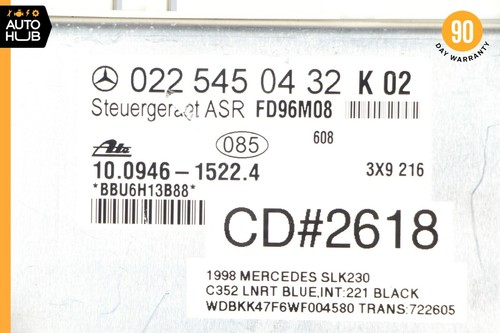 AUTO
HUB
90
DAY WARRANTY
022 545 04 32 K 02
Steuergeraet ASR FD96M08
Ate
085
608
10.0946-1522.4
3X9 216
*BBU6H13B88*
CD#2618
1998 MERCEDES SLK230
C352 LNRT BLUE,INT:221 BLACK
WDBKK47F6WF004580 TRANS:722605